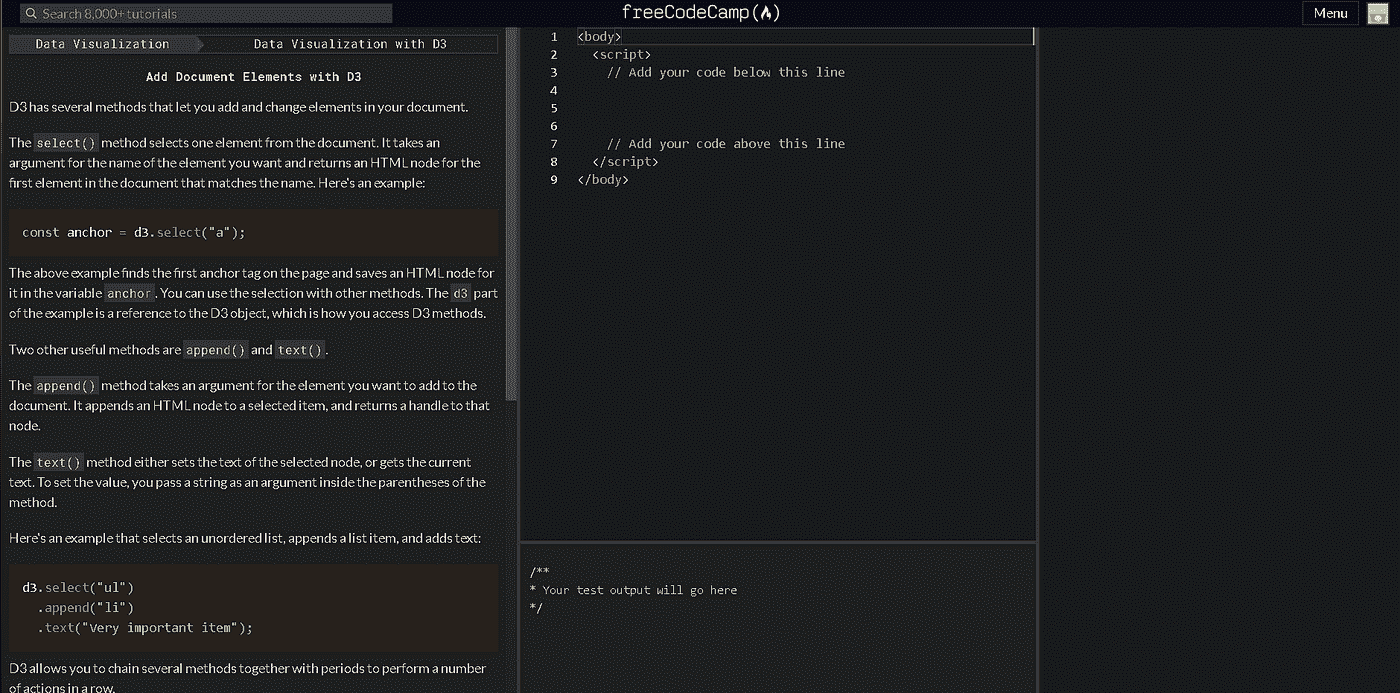 Search 8,000+ tutorials
freeCodeCamp
Menu
Data Visualization
Data Visualization with D3
Add Document Elements with D3
D3 has several methods that let you add and change elements in your document.
The select() method selects one element from the document. It takes an
argument for the name of the element you want and returns an HTML node for the
first element in the document that matches the name. Here's an example:
const anchor = d3.select("a");
The above example finds the first anchor tag on the page and saves an HTML node for
it in the variable anchor. You can use the selection with other methods. The d3 part
of the example is a reference to the D3 object, which is how you access D3 methods.
Two other useful methods are append() and text().
The append() method takes an argument for the element you want to add to the
document. It appends an HTML node to a selected item, and returns a handle to that
node.
The text() method either sets the text of the selected node, or gets the current
text. To set the value, you pass a string as an argument inside the parentheses of the
method.
Here's an example that selects an unordered list, appends a list item, and adds text:
d3.select("ul")
.append("li")
.text("Very important item");
D3 allows you to chain several methods together with periods to perform a number
of actions in a row.
1 <body>
2 <script>
3 // Add your code below this line
4
5
6
7 // Add your code above this line
8 </script>
9 </body>
/**
* Your test output will go here
*/